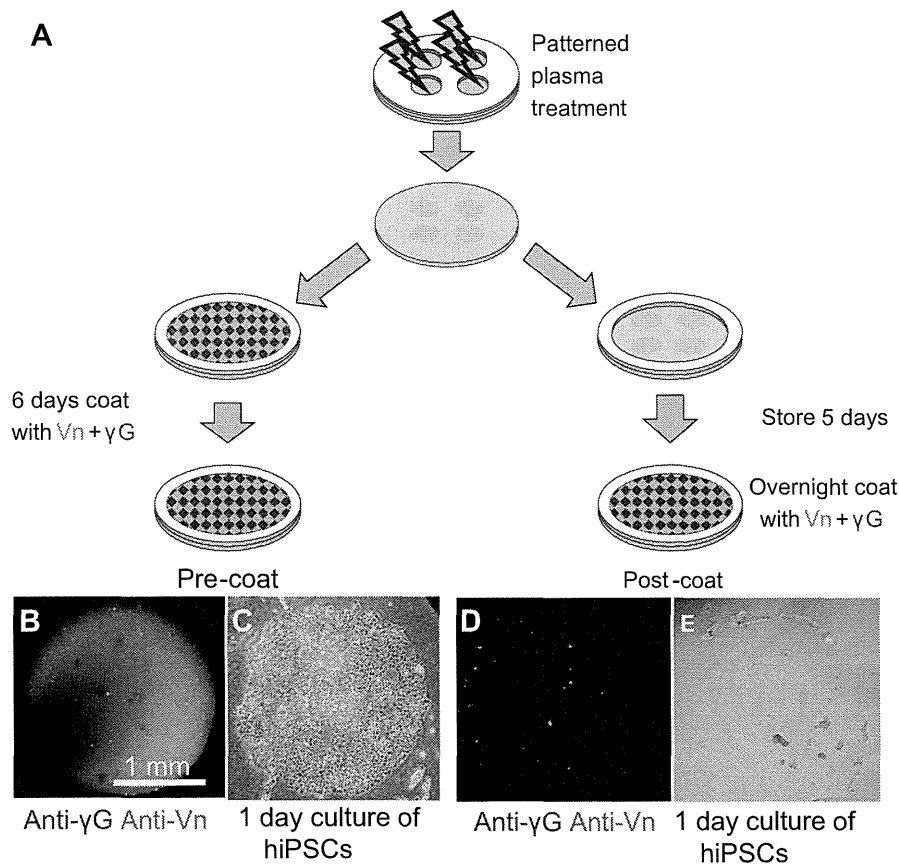 A
Patterned
plasma
treatment
6 days coat
with Vn + γG
Store 5 days
Overnight coat
with Vn + γG
Pre-coat
Post-coat
B
C
D
E
1 mm
Anti-γG Anti-Vn
1 day culture of
hiPSCs
Anti-γG Anti-Vn
1 day culture of
hiPSCs